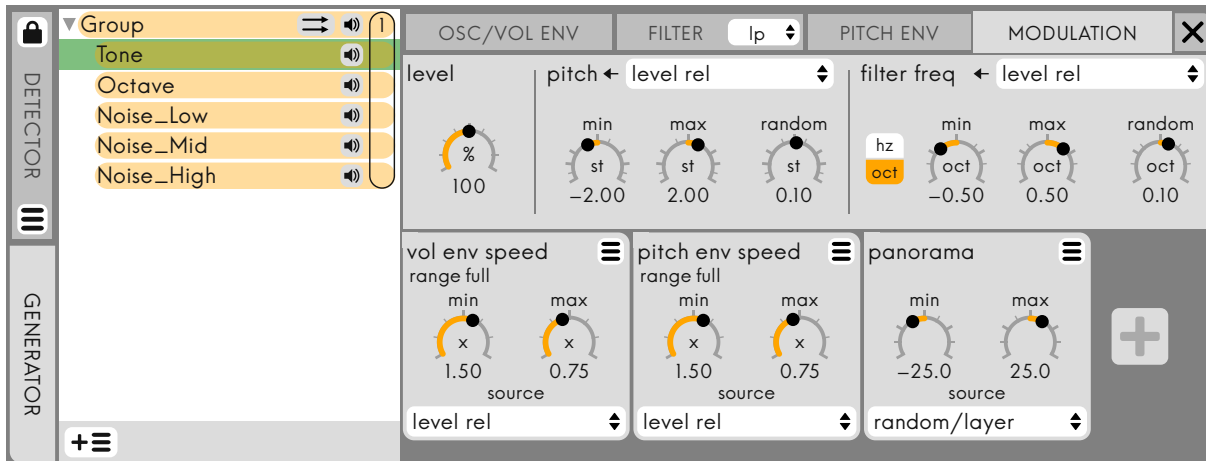 DETECTOR
GENERATOR
Group 1
Tone
Octave
Noise_Low
Noise_Mid
Noise_High
OSC/VOL ENV FILTER lp PITCH ENV MODULATION
level
%
100
pitch level rel
min max random
st st st
−2.00 2.00 0.10
filter freq level rel
min max random
hz
oct
oct oct oct
−0.50 0.50 0.10
vol env speed
range full
min max
x x
1.50 0.75
source
level rel
pitch env speed
range full
min max
x x
1.50 0.75
source
level rel
panorama
min max
−25.0 25.0
source
random/layer